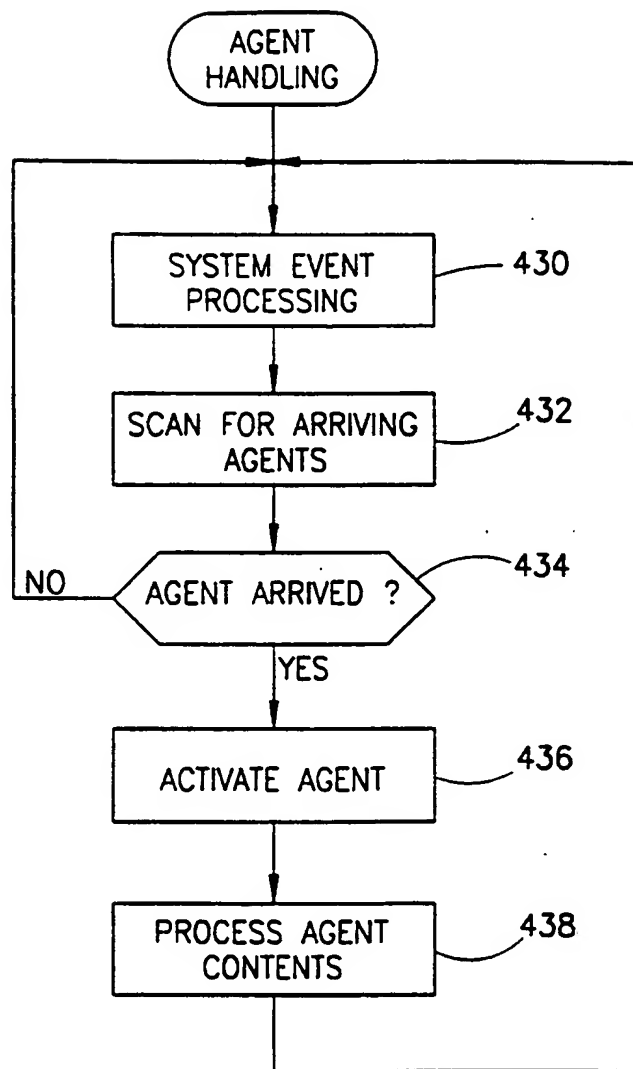 AGENT
HANDLING
SYSTEM EVENT
PROCESSING
430
SCAN FOR ARRIVING
AGENTS
432
AGENT ARRIVED ?
434
NO
YES
ACTIVATE AGENT
436
PROCESS AGENT
CONTENTS
438